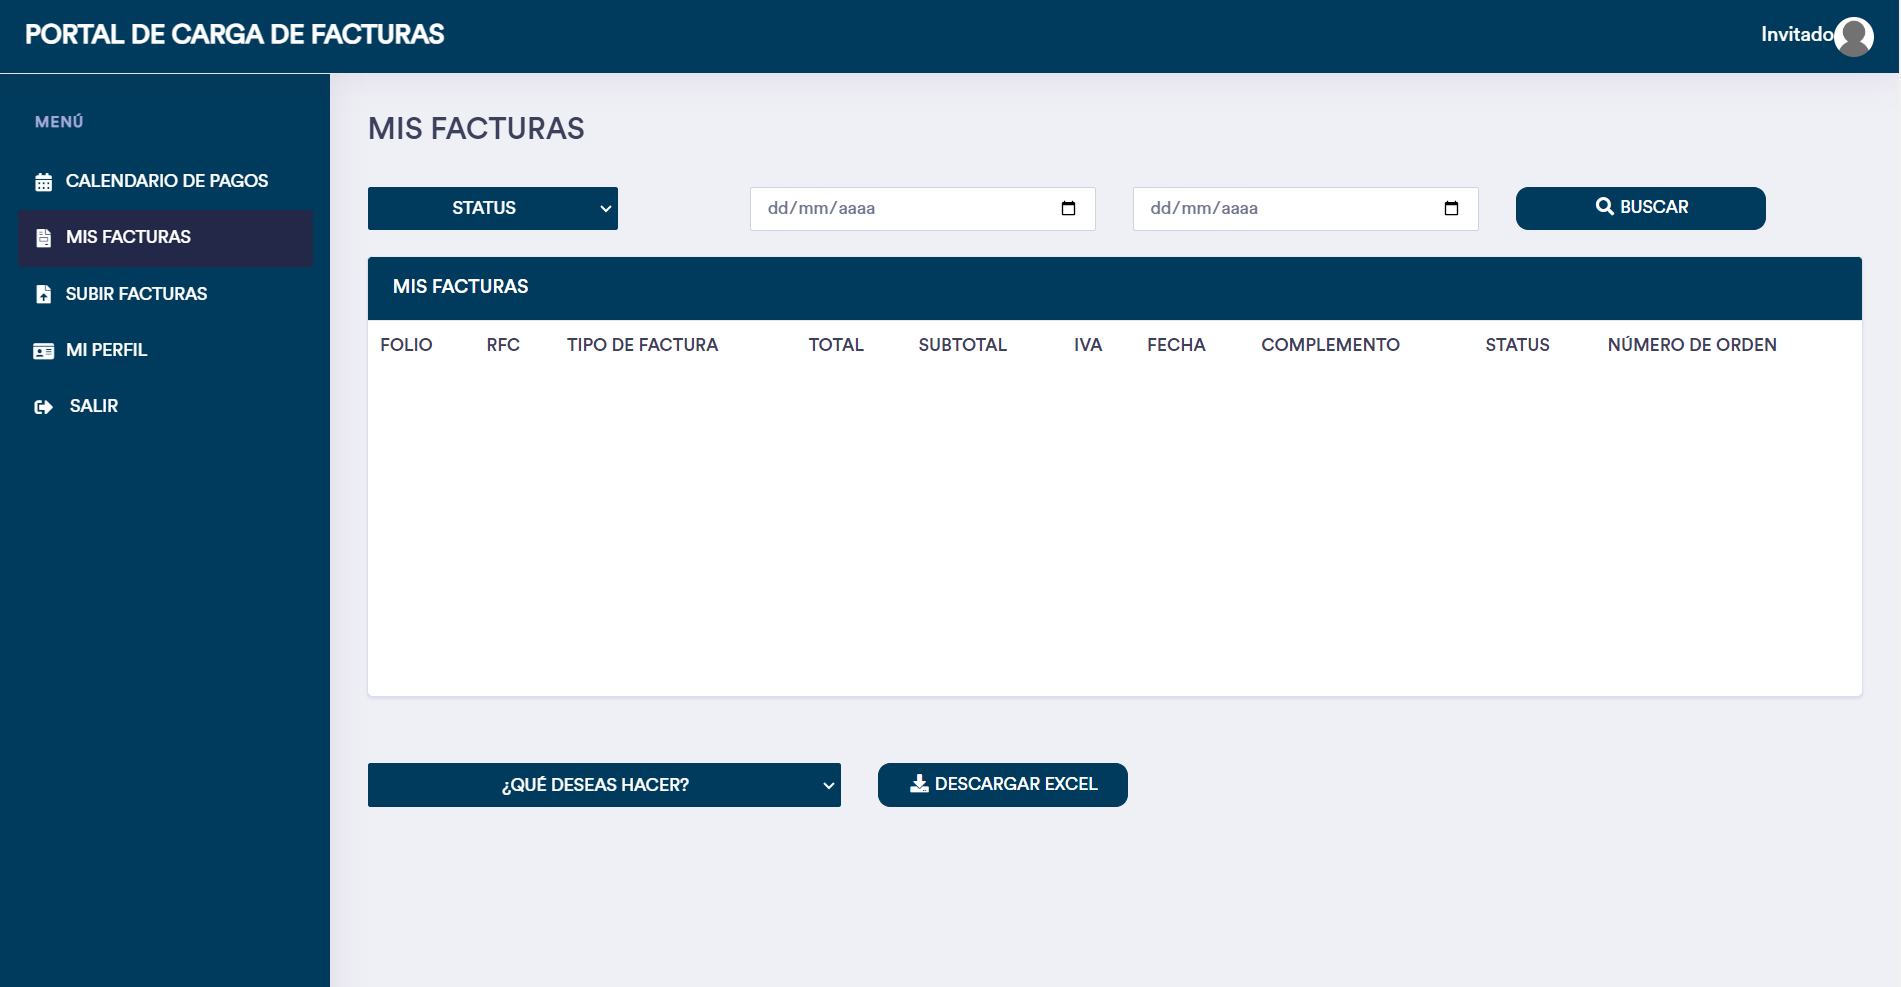 PORTAL DE CARGA DE FACTURAS
Invitado
MENÚ
CALENDARIO DE PAGOS
MIS FACTURAS
SUBIR FACTURAS
MI PERFIL
SALIR
MIS FACTURAS
STATUS
dd/mm/aaaa
dd/mm/aaaa
BUSCAR
MIS FACTURAS
FOLIO RFC TIPO DE FACTURA TOTAL SUBTOTAL IVA FECHA COMPLEMENTO STATUS NÚMERO DE ORDEN
¿QUÉ DESEAS HACER?
DESCARGAR EXCEL